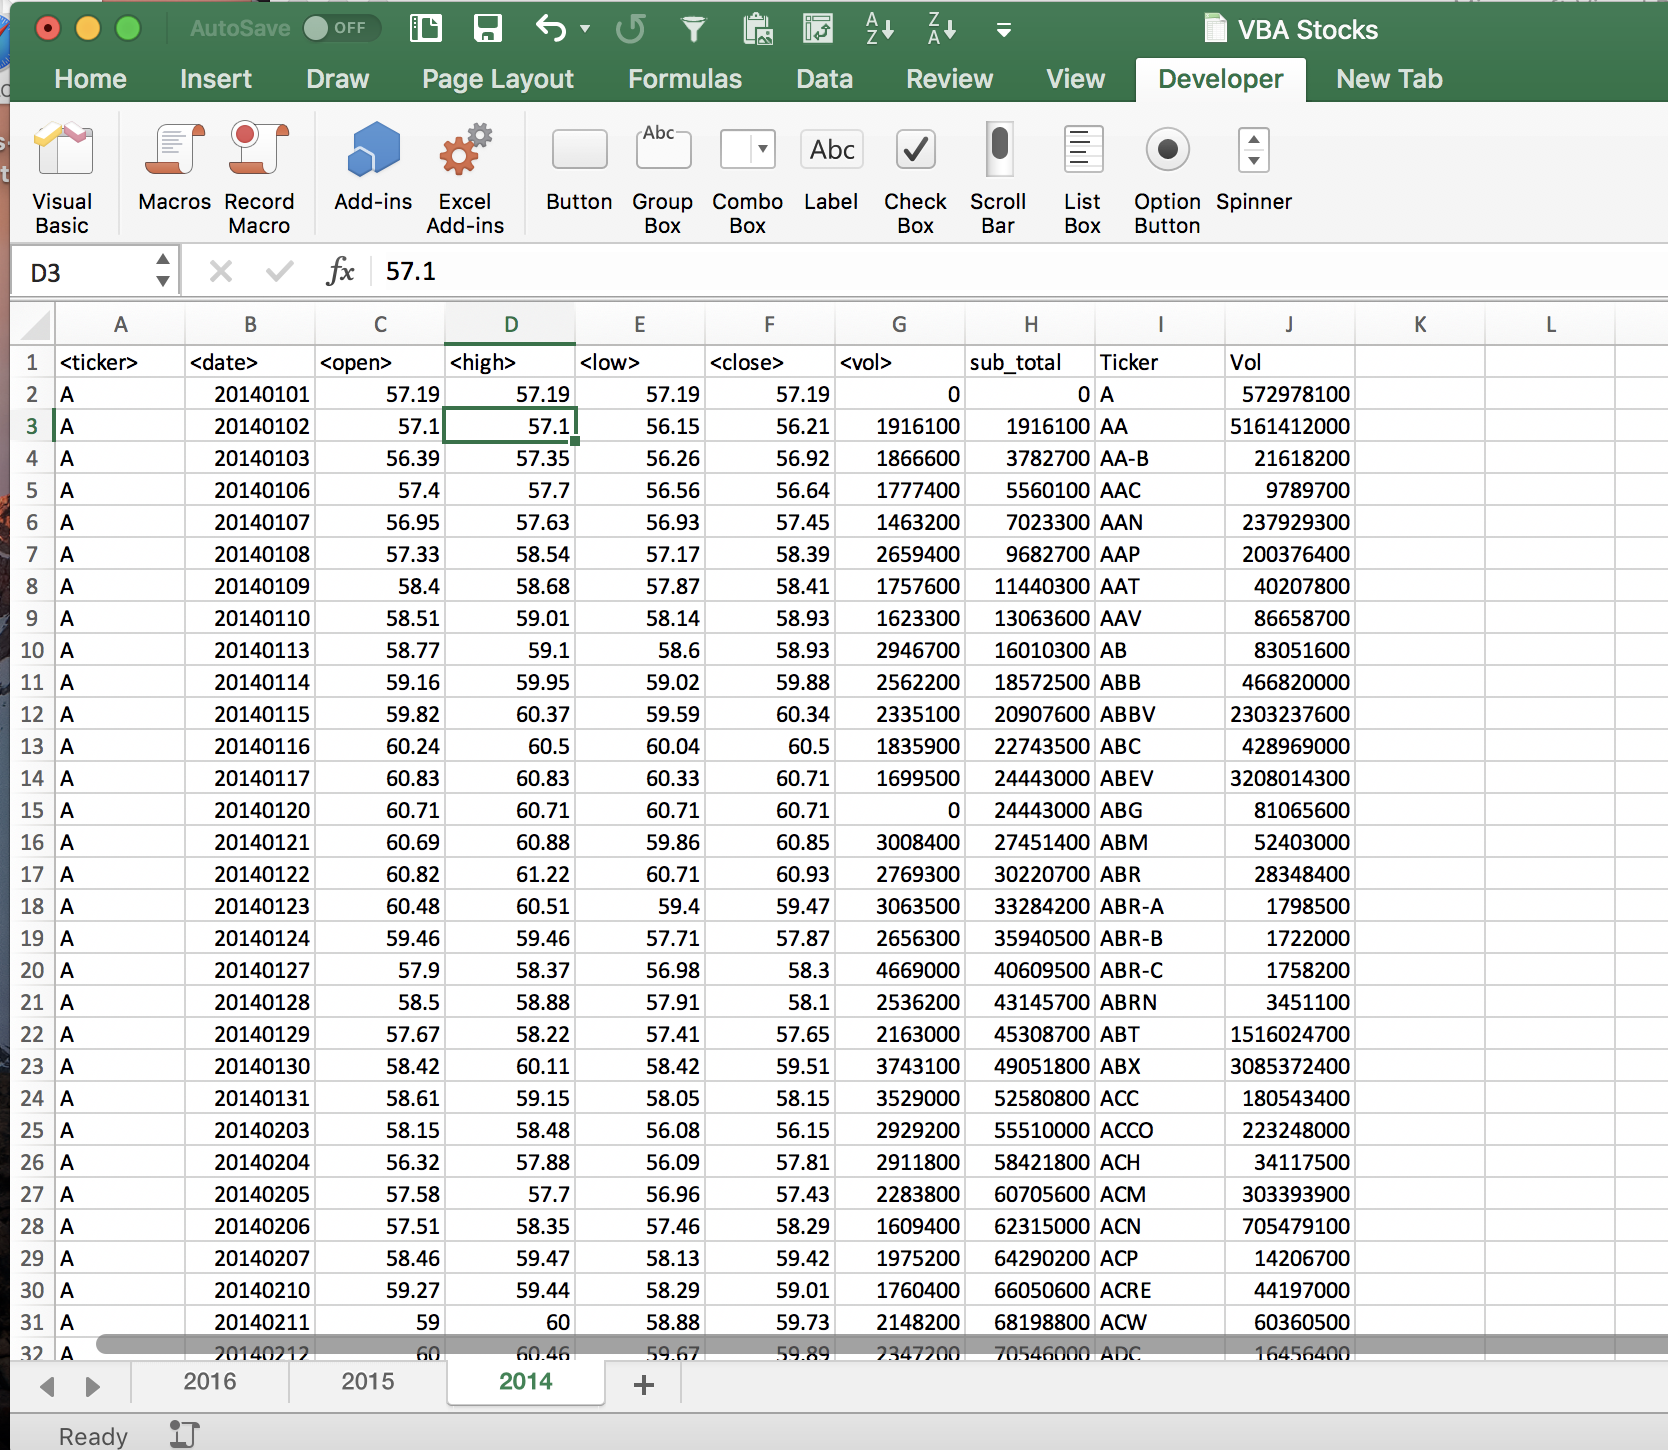 AutoSave OFF VBA Stocks
Home Insert Draw Page Layout Formulas Data Review View Developer New Tab
Visual Basic Macros Record Macro Add-ins Excel Add-ins Button Group Box Combo Box Label Check Box Scroll Bar List Box Option Button Spinner
D3 fx 57.1
A B C D E F G H I J K L
1 <ticker> <date> <open> <high> <low> <close> <vol> sub_total Ticker Vol
2 A 20140101 57.19 57.19 57.19 57.19 0 0 A 572978100
3 A 20140102 57.1 57.1 56.15 56.21 1916100 1916100 AA 5161412000
4 A 20140103 56.39 57.35 56.26 56.92 1866600 3782700 AA-B 21618200
5 A 20140106 57.4 57.7 56.56 56.64 1777400 5560100 AAC 9789700
6 A 20140107 56.95 57.63 56.93 57.45 1463200 7023300 AAN 237929300
7 A 20140108 57.33 58.54 57.17 58.39 2659400 9682700 AAP 200376400
8 A 20140109 58.4 58.68 57.87 58.41 1757600 11440300 AAT 40207800
9 A 20140110 58.51 59.01 58.14 58.93 1623300 13063600 AAV 86658700
10 A 20140113 58.77 59.1 58.6 58.93 2946700 16010300 AB 83051600
11 A 20140114 59.16 59.95 59.02 59.88 2562200 18572500 ABB 466820000
12 A 20140115 59.82 60.37 59.59 60.34 2335100 20907600 ABBV 2303237600
13 A 20140116 60.24 60.5 60.04 60.5 1835900 22743500 ABC 428969000
14 A 20140117 60.83 60.83 60.33 60.71 1699500 24443000 ABEV 3208014300
15 A 20140120 60.71 60.71 60.71 60.71 0 24443000 ABG 81065600
16 A 20140121 60.69 60.88 59.86 60.85 3008400 27451400 ABM 52403000
17 A 20140122 60.82 61.22 60.71 60.93 2769300 30220700 ABR 28348400
18 A 20140123 60.48 60.51 59.4 59.47 3063500 33284200 ABR-A 1798500
19 A 20140124 59.46 59.46 57.71 57.87 2656300 35940500 ABR-B 1722000
20 A 20140127 57.9 58.37 56.98 58.3 4669000 40609500 ABR-C 1758200
21 A 20140128 58.5 58.88 57.91 58.1 2536200 43145700 ABRN 3451100
22 A 20140129 57.67 58.22 57.41 57.65 2163000 45308700 ABT 1516024700
23 A 20140130 58.42 60.11 58.42 59.51 3743100 49051800 ABX 3085372400
24 A 20140131 58.61 59.15 58.05 58.15 3529000 52580800 ACC 180543400
25 A 20140203 58.15 58.48 56.08 56.15 2929200 55510000 ACCO 223248000
26 A 20140204 56.32 57.88 56.09 57.81 2911800 58421800 ACH 34117500
27 A 20140205 57.58 57.7 56.96 57.43 2283800 60705600 ACM 303393900
28 A 20140206 57.51 58.35 57.46 58.29 1609400 62315000 ACN 705479100
29 A 20140207 58.46 59.47 58.13 59.42 1975200 64290200 ACP 14206700
30 A 20140210 59.27 59.44 58.29 59.01 1760400 66050600 ACRE 44197000
31 A 20140211 59 60 58.88 59.73 2148200 68198800 ACW 60360500
32 A 20140212 60 60.46 59.67 59.89 2347200 70546000 ADC 16456400
2016 2015 2014 +
Ready